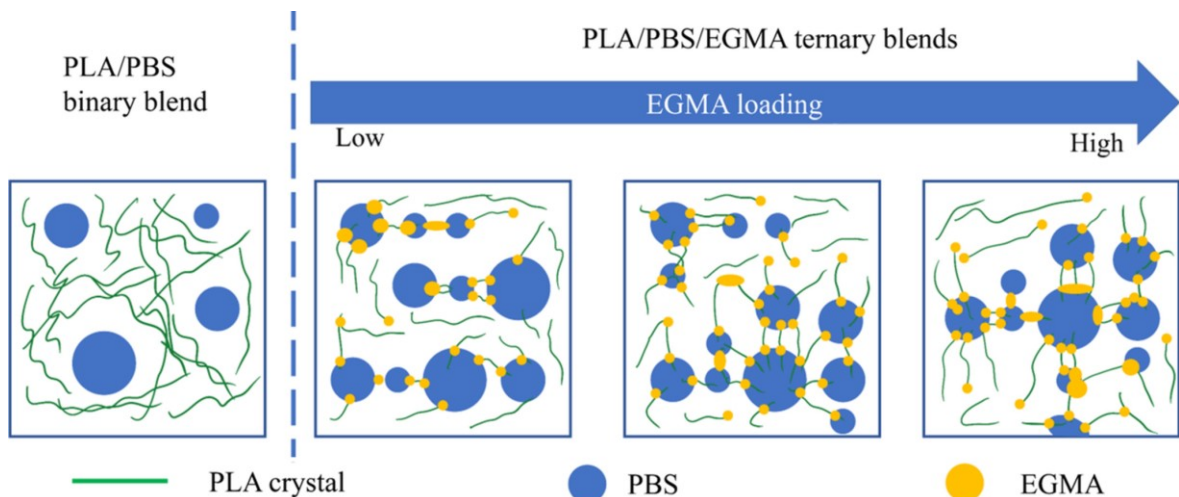 PLA/PBS/EGMA ternary blends
PLA/PBS
binary blend
EGMA loading
Low
High
PLA crystal
PBS
EGMA